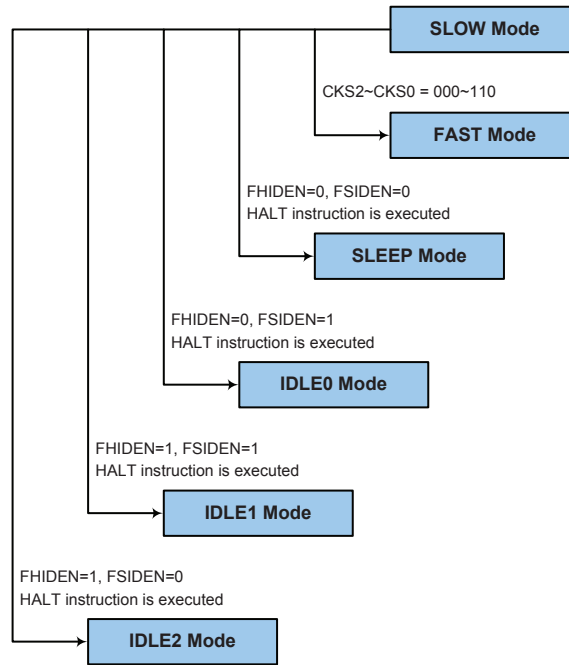 SLOW Mode
CKS2~CKS0 = 000~110
FAST Mode
FHIDEN=0, FSIDEN=0
HALT instruction is executed
SLEEP Mode
FHIDEN=0, FSIDEN=1
HALT instruction is executed
IDLE0 Mode
FHIDEN=1, FSIDEN=1
HALT instruction is executed
IDLE1 Mode
FHIDEN=1, FSIDEN=0
HALT instruction is executed
IDLE2 Mode